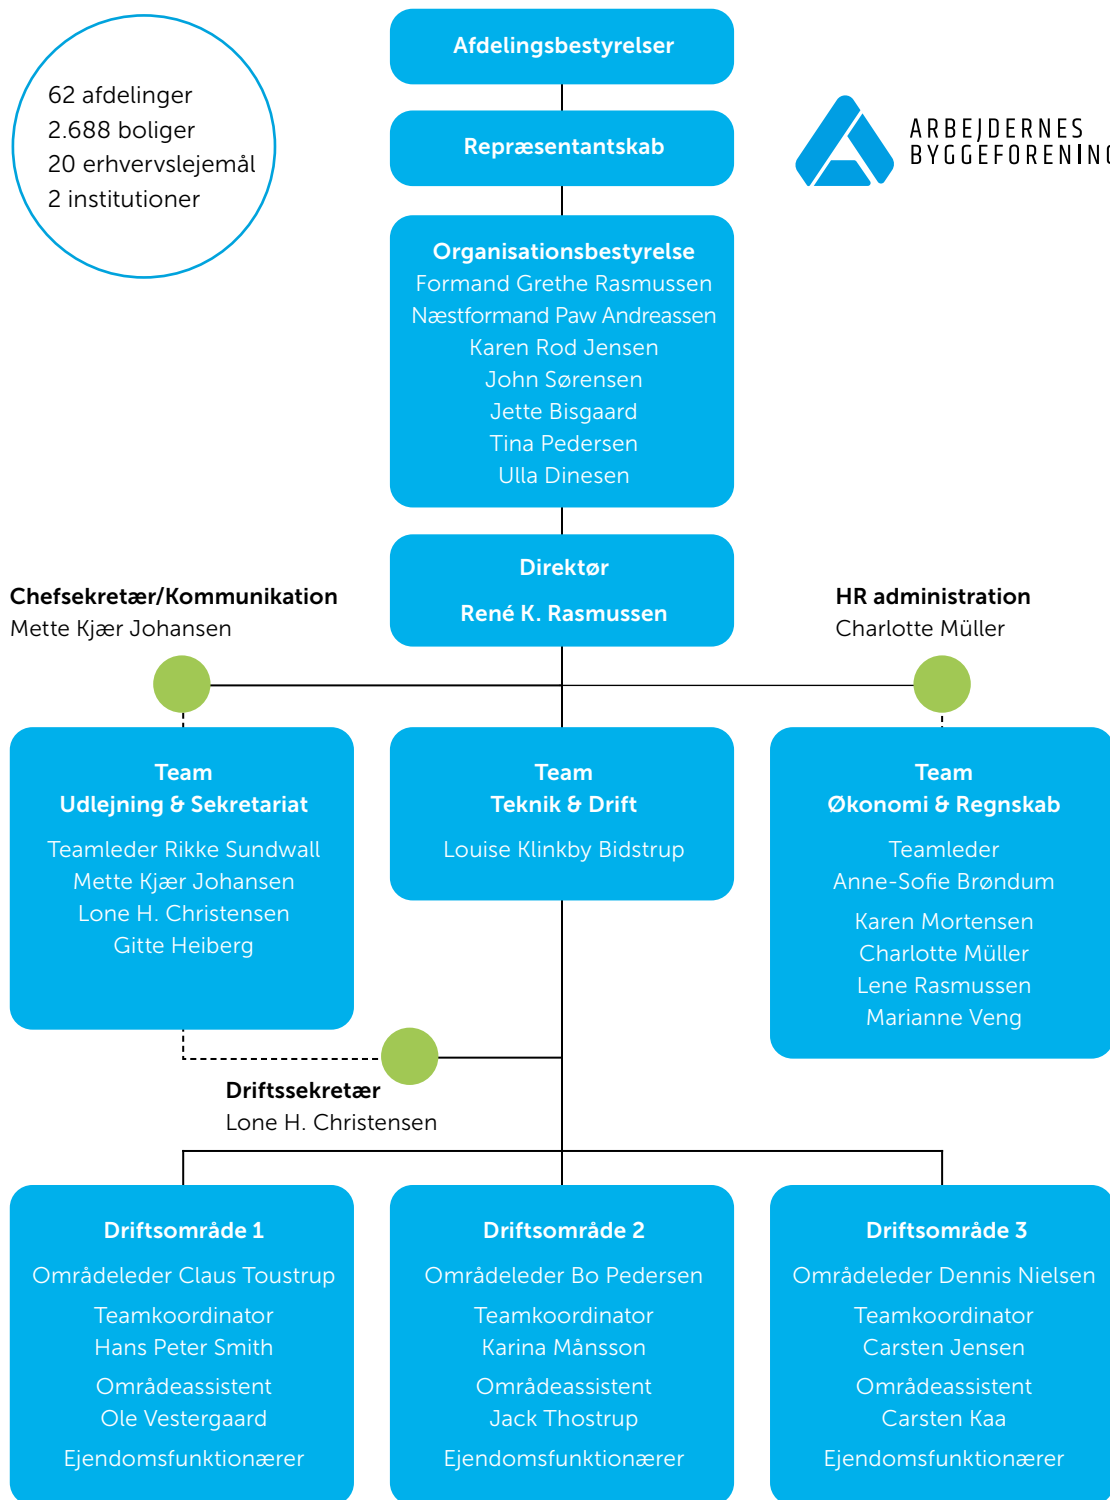 62 afdelinger
2.688 boliger
20 erhvervslejemål
2 institutioner
Afdelingsbestyrelser
Repræsentantskab
ARBEJDERNES
BYGGEFORENING
Organisationsbestyrelse
Formand Grethe Rasmussen
Næstformand Paw Andreassen
Karen Rod Jensen
John Sørensen
Jette Bisgaard
Tina Pedersen
Ulla Dinesen
Direktør
René K. Rasmussen
Chefsekretær/Kommunikation
Mette Kjær Johansen
HR administration
Charlotte Müller
Team
Udlejning & Sekretariat
Teamleder Rikke Sundwall
Mette Kjær Johansen
Lone H. Christensen
Gitte Heiberg
Team
Teknik & Drift
Louise Klinkby Bidstrup
Team
Økonomi & Regnskab
Teamleder
Anne-Sofie Brøndum
Karen Mortensen
Charlotte Müller
Lene Rasmussen
Marianne Veng
Driftssekretær
Lone H. Christensen
Driftsområde 1
Områdeleder Claus Toustrup
Teamkoordinator
Hans Peter Smith
Områdeassistent
Ole Vestergaard
Ejendomsfunktionærer
Driftsområde 2
Områdeleder Bo Pedersen
Teamkoordinator
Karina Månsson
Områdeassistent
Jack Thostrup
Ejendomsfunktionærer
Driftsområde 3
Områdeleder Dennis Nielsen
Teamkoordinator
Carsten Jensen
Områdeassistent
Carsten Kaa
Ejendomsfunktionærer